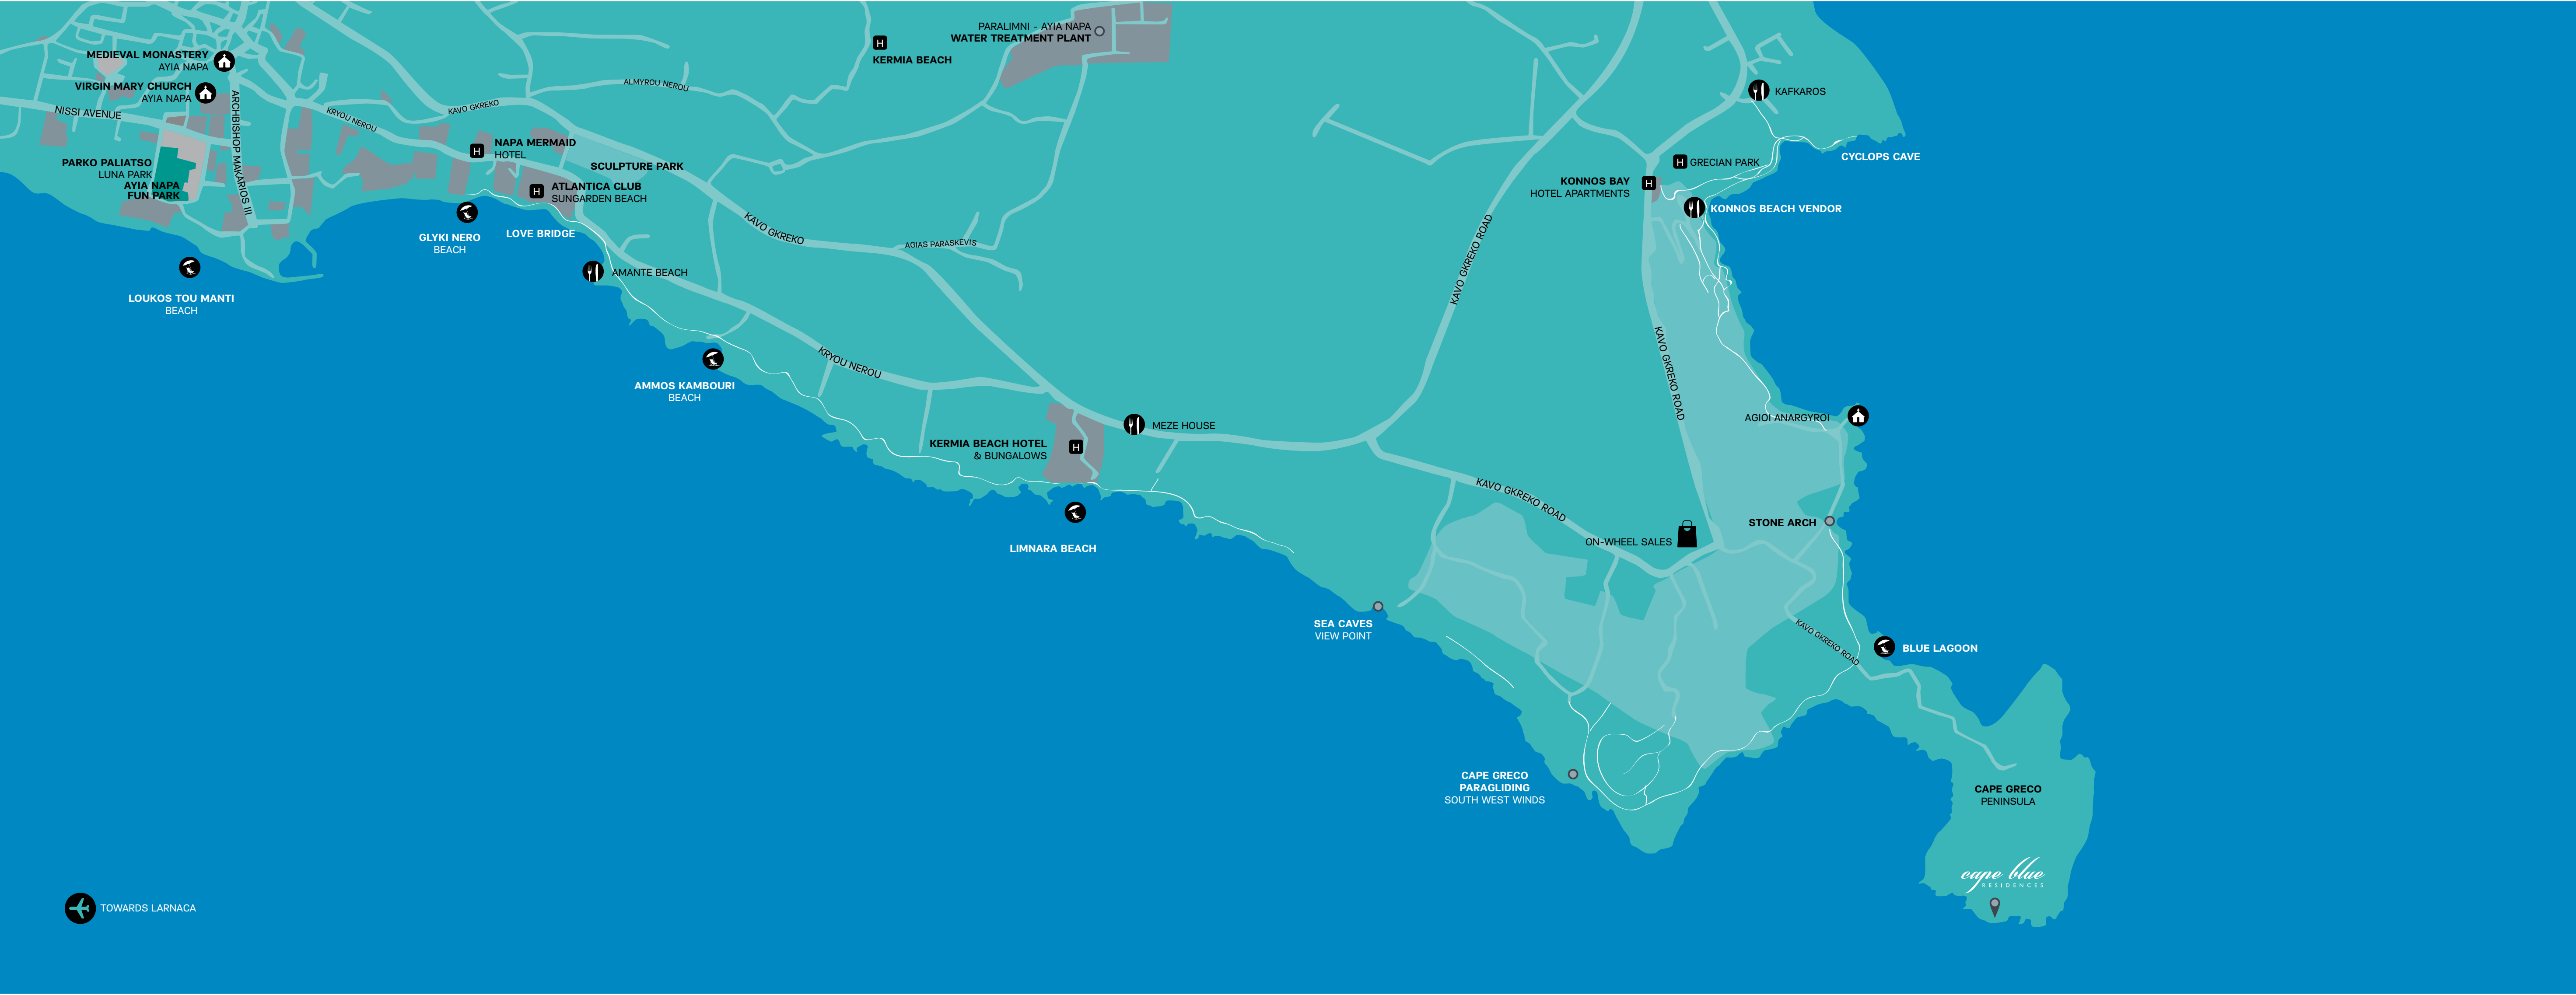 PARALIMNI - AYIA NAPA
WATER TREATMENT PLANT
H
KERMIA BEACH
MEDIEVAL MONASTERY
AYIA NAPA
VIRGIN MARY CHURCH
AYIA NAPA
NISSI AVENUE
ARCHBISHOP MAKARIOS III
KRYOU NEROU
KAVO GKREKO
ALMYROU NEROU
KAFKAROS
CYCLOPS CAVE
H
NAPA MERMAID
HOTEL
SCULPTURE PARK
PARKO PALIATSO
LUNA PARK
AYIA NAPA
FUN PARK
H
ATLANTICA CLUB
SUNGARDEN BEACH
H
GRECIAN PARK
KONNOS BAY
HOTEL APARTMENTS
H
KONNOS BEACH VENDOR
GLYKI NERO
BEACH
LOVE BRIDGE
KAVO GKREKO
AGIAS PARASKEVIS
KAVO GKREKO ROAD
AMANTE BEACH
LOUKOS TOU MANTI
BEACH
KRYOU NEROU
KAVO GKREKO ROAD
AMMOS KAMBOURI
BEACH
MEZE HOUSE
AGIOI ANARGYROI
KERMIA BEACH HOTEL
& BUNGALOWS
H
KAVO GKREKO ROAD
STONE ARCH
ON-WHEEL SALES
LIMNARA BEACH
SEA CAVES
VIEW POINT
KAVO GKREKO ROAD
BLUE LAGOON
CAPE GRECO
PARAGLIDING
SOUTH WEST WINDS
CAPE GRECO
PENINSULA
cape blue
RESIDENCES
TOWARDS LARNACA